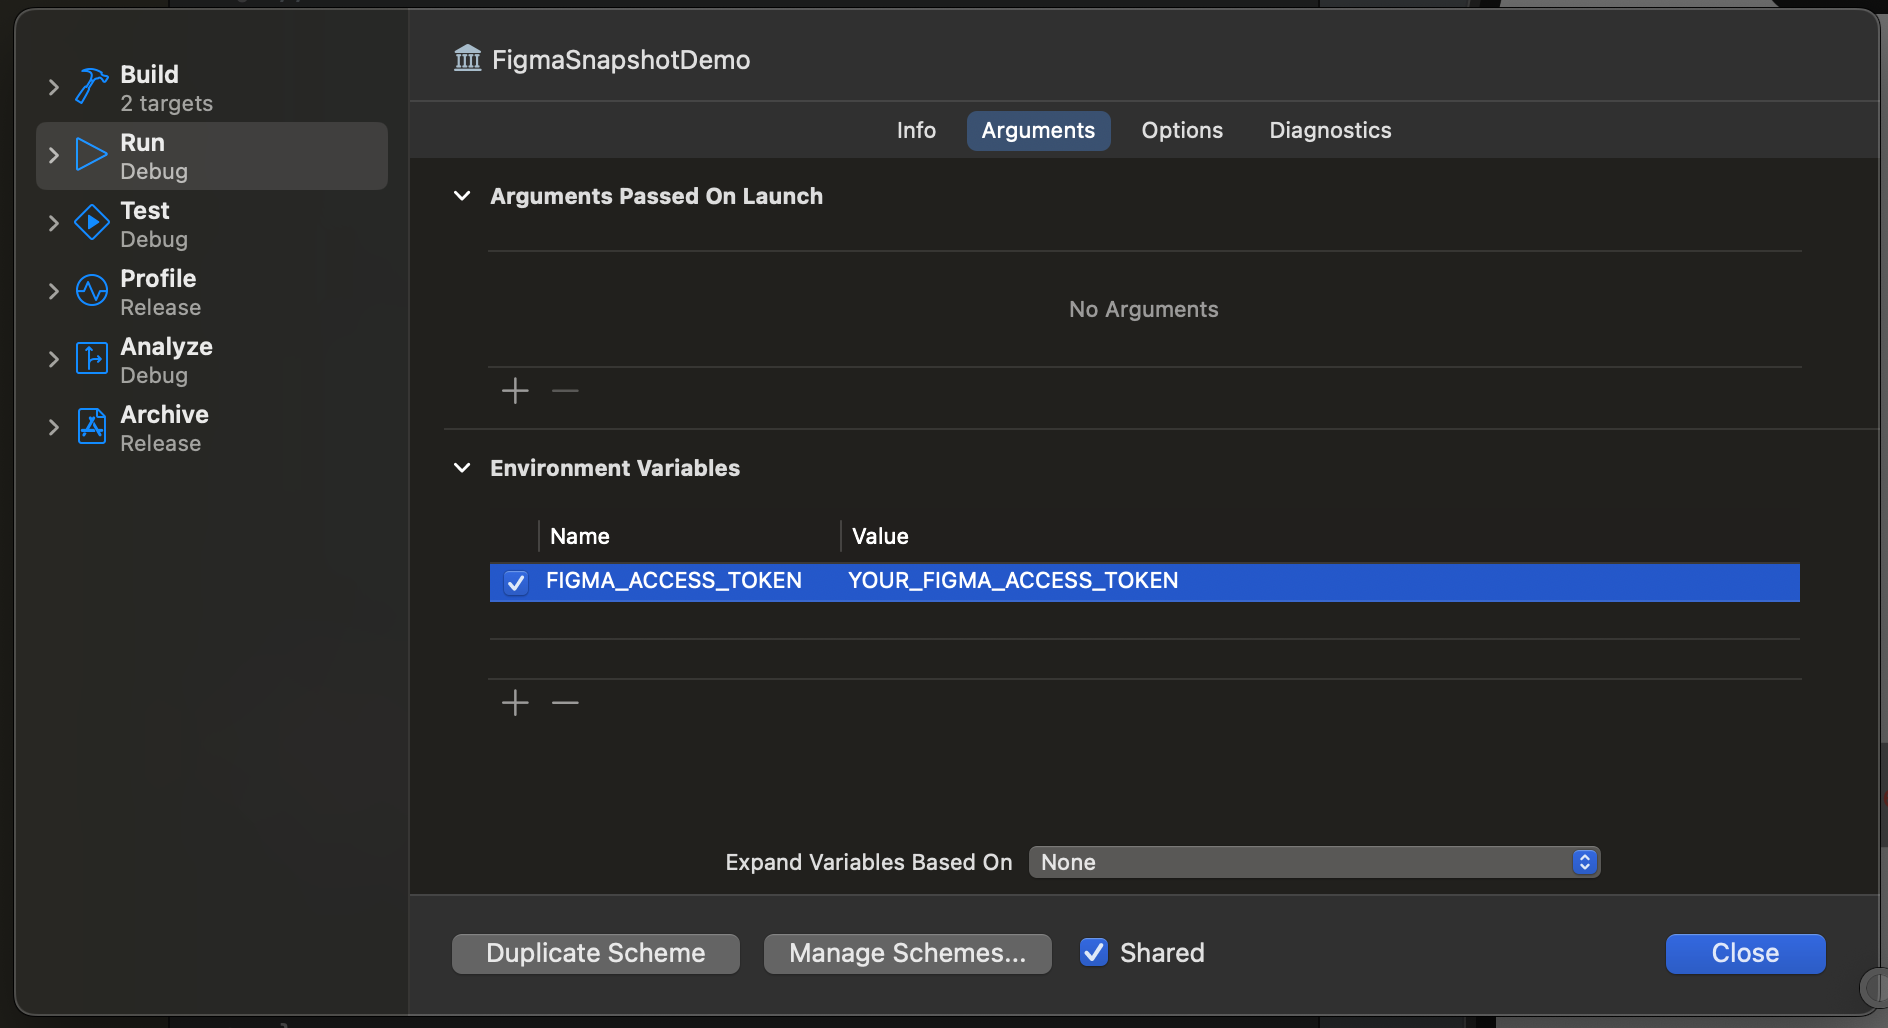 Build
2 targets
Run
Debug
Test
Debug
Profile
Release
Analyze
Debug
Archive
Release
FigmaSnapshotDemo
Info Arguments Options Diagnostics
Arguments Passed On Launch
No Arguments
Environment Variables
Name Value
FIGMA_ACCESS_TOKEN YOUR_FIGMA_ACCESS_TOKEN
Expand Variables Based On None
Duplicate Scheme Manage Schemes... Shared Close